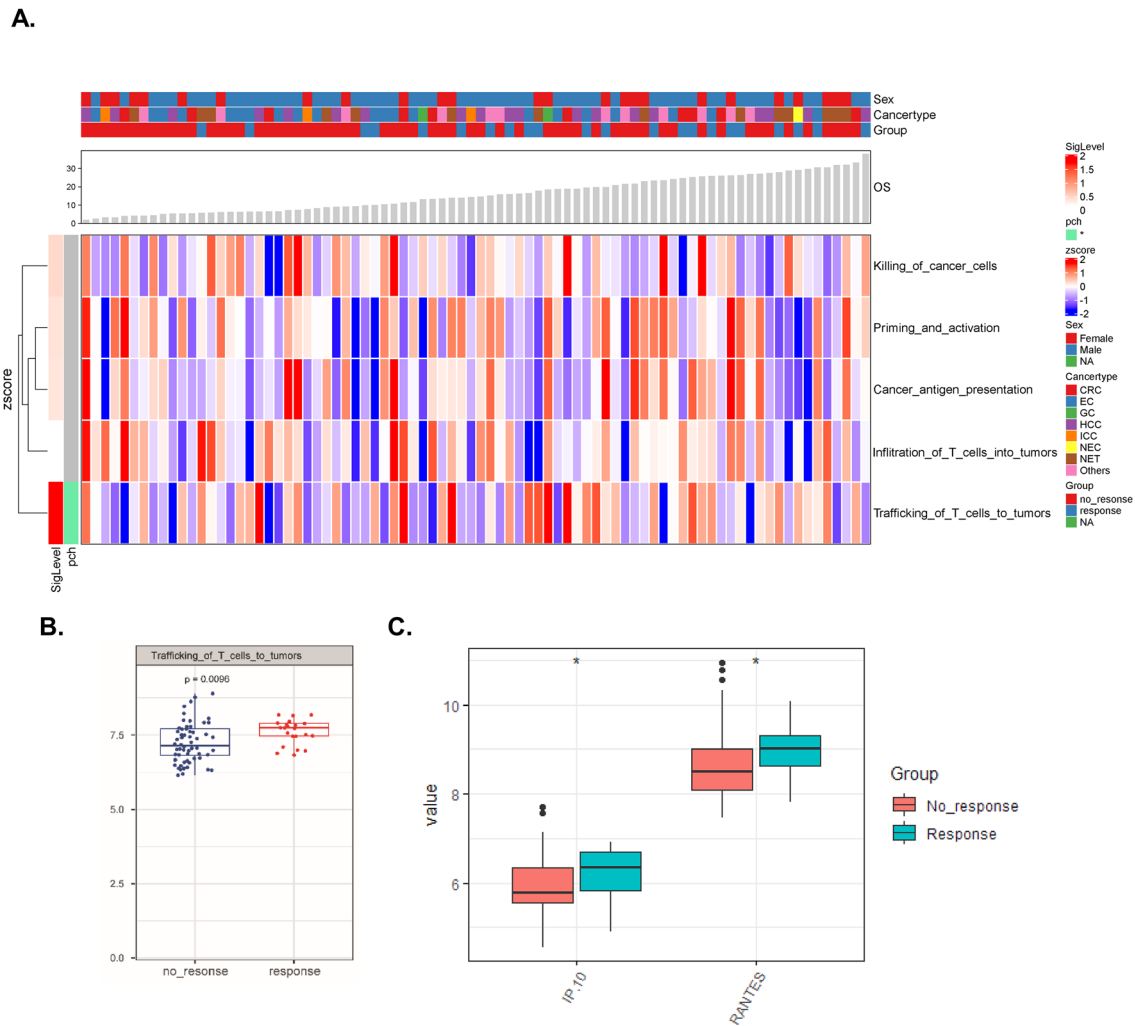 A.
Sex
Cancertype
Group
30
20
10
0
OS
zscore
Killing_of_cancer_cells
Priming_and_activation
Cancer_antigen_presentation
Inflitration_of_T_cells_into_tumors
Trafficking_of_T_cells_to_tumors
SigLevel
pch
SigLevel
2
1.5
1
0.5
0
pch
*
zscore
2
1
0
-1
-2
Sex
Female
Male
NA
Cancertype
CRC
EC
GC
HCC
ICC
NEC
NET
Others
Group
no_resonse
response
NA
B.
Trafficking_of_T_cells_to_tumors
p = 0.0096
7.5
5.0
2.5
0.0
no_resonse
response
C.
*
*
value
10
8
6
IP.10
RANTES
Group
No_response
Response